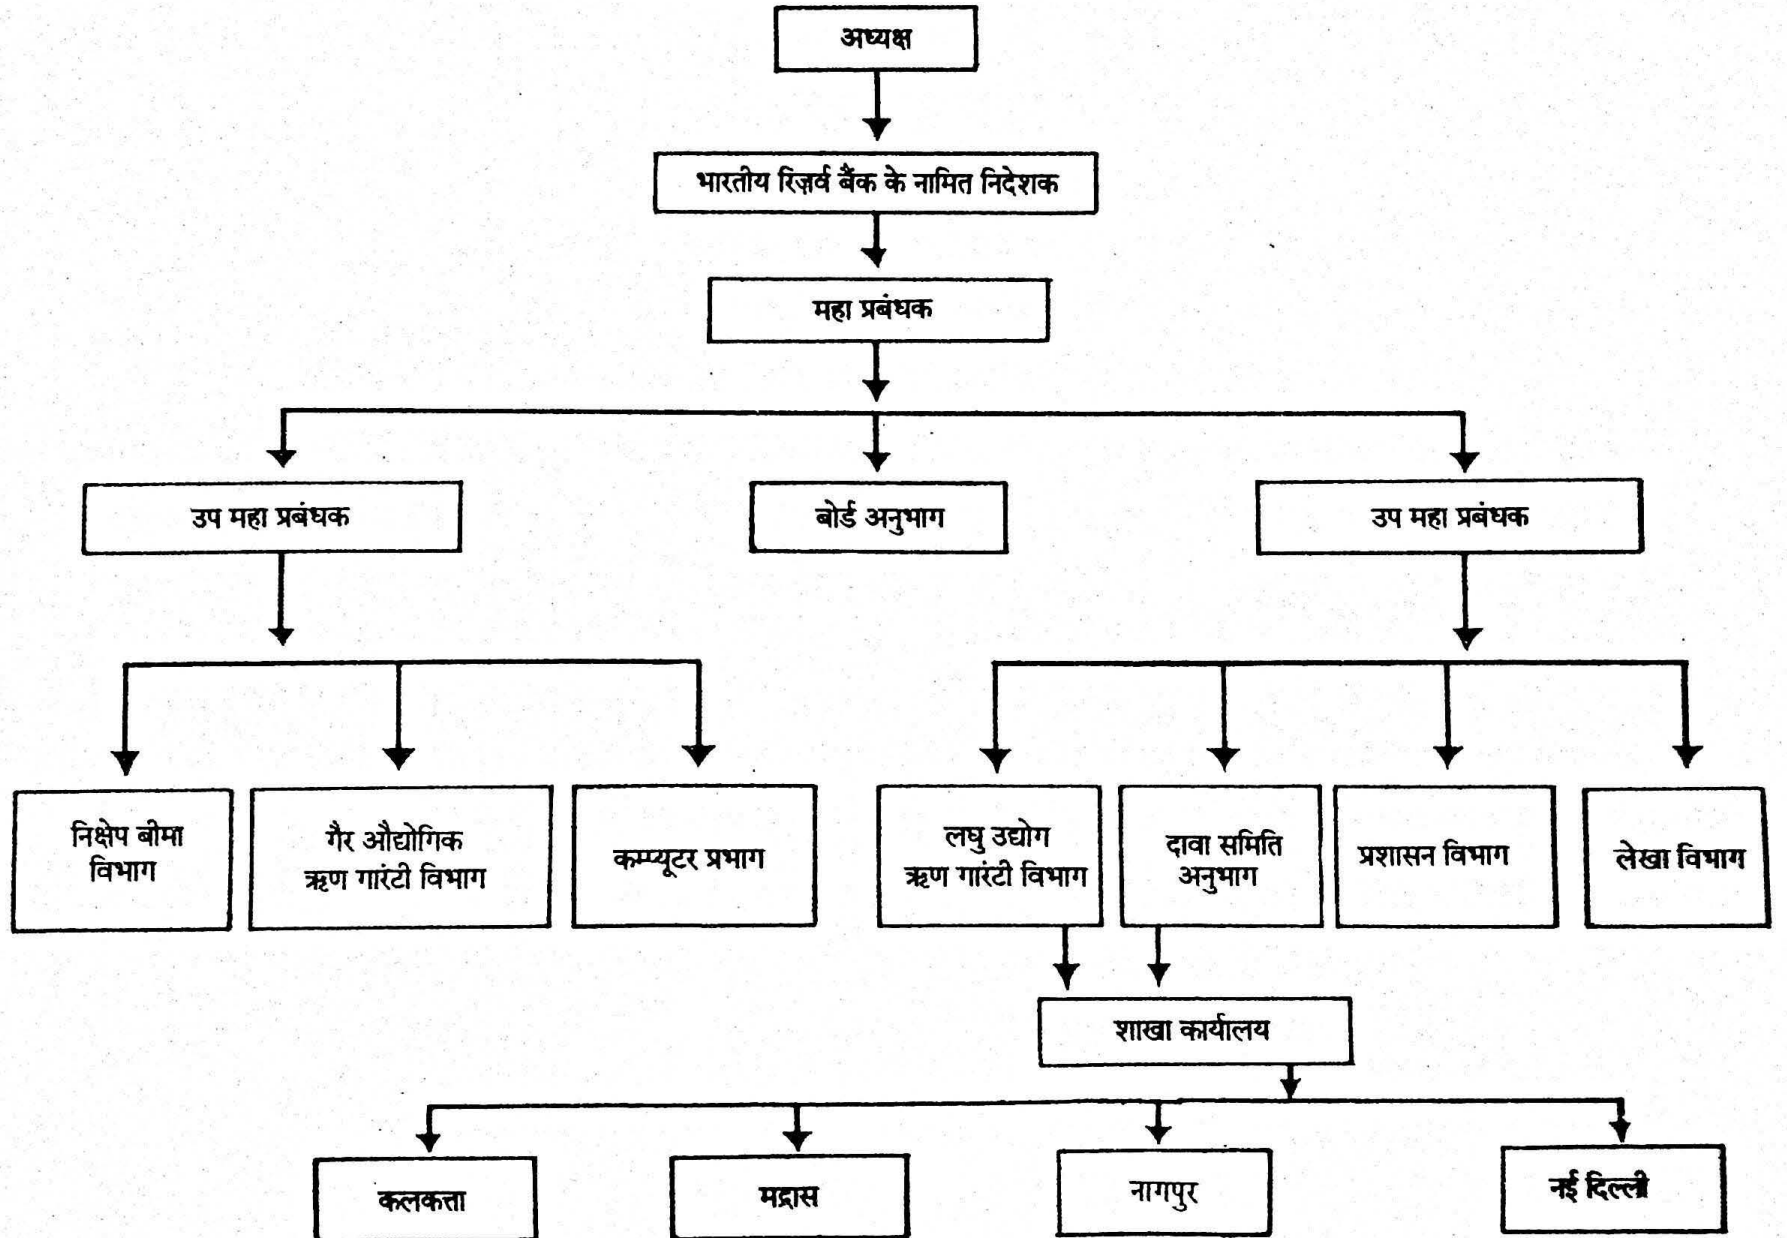 अध्यक्ष
भारतीय रिज़र्व बैंक के नामित निदेशक
महा प्रबंधक
उप महा प्रबंधक
बोर्ड अनुभाग
उप महा प्रबंधक
निक्षेप बीमा
विभाग
गैर औद्योगिक
ऋण गारंटी विभाग
कम्प्यूटर प्रभाग
लघु उद्योग
ऋण गारंटी विभाग
दावा समिति
अनुभाग
प्रशासन विभाग
लेखा विभाग
शाखा कार्यालय
कलकत्ता
मद्रास
नागपुर
नई दिल्ली